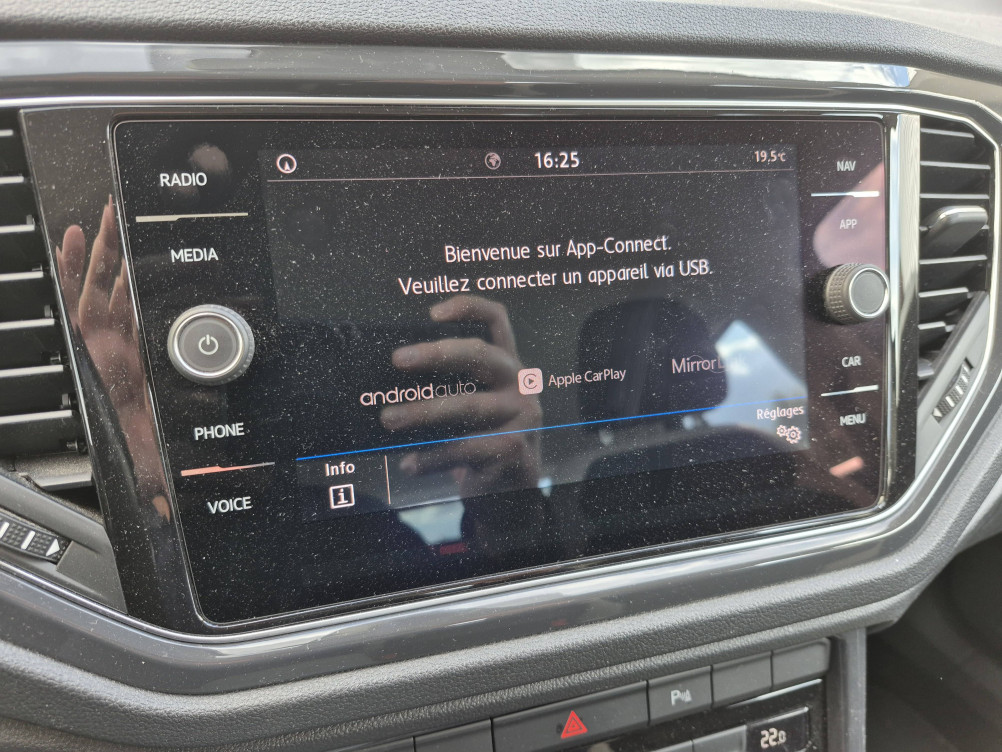 16:25
19,5°C
RADIO
MEDIA
PHONE
VOICE
Bienvenue sur App-Connect.
Veuillez connecter un appareil via USB.
androidauto
Apple CarPlay
MirrorLink
Réglages
Info
i
NAV
APP
CAR
MENU
P
22.0